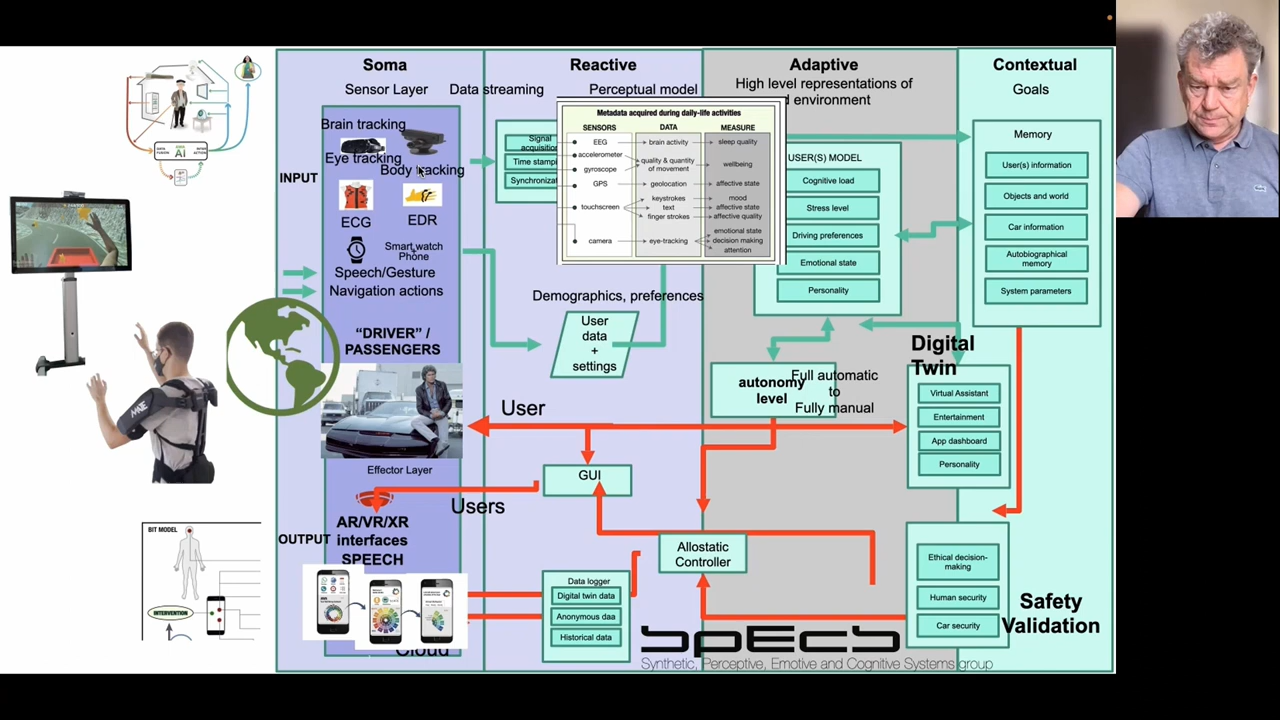 Soma
Sensor Layer
Brain tracking
Eye tracking
Body tracking
INPUT
ECG
EDR
Smart watch
Phone
Speech/Gesture
Navigation actions
“DRIVER” /
PASSENGERS
Effector Layer
OUTPUT
AR/VR/XR
interfaces
SPEECH
Cloud
Reactive
Data streaming
Perceptual model
Signal
acquisition
Time stampi
Synchronizat
Metadata acquired during daily-life activities
SENSORS
DATA
MEASURE
EEG
brain activity
sleep quality
accelerometer
gyroscope
quality & quantity
of movement
wellbeing
GPS
geolocation
affective state
touchscreen
keystrokes
text
finger strokes
mood
affective state
affective quality
camera
eye-tracking
emotional state
decision making
attention
Demographics, preferences
User
data
+
settings
User
GUI
Users
Data logger
Digital twin data
Anonymous daa
Historical data
Adaptive
High level representations of
d environment
USER(S) MODEL
Cognitive load
Stress level
Driving preferences
Emotional state
Personality
autonomy
level
Full automatic
to
Fully manual
Allostatic
Controller
Contextual
Goals
Memory
User(s) information
Objects and world
Car information
Autobiographical
memory
System parameters
Digital
Twin
Virtual Assistant
Entertainment
App dashboard
Personality
Ethical decision-
making
Human security
Car security
Safety
Validation
specs
Synthetic, Perceptive, Emotive and Cognitive Systems group
AI
BIT MODEL
INTERVENTION